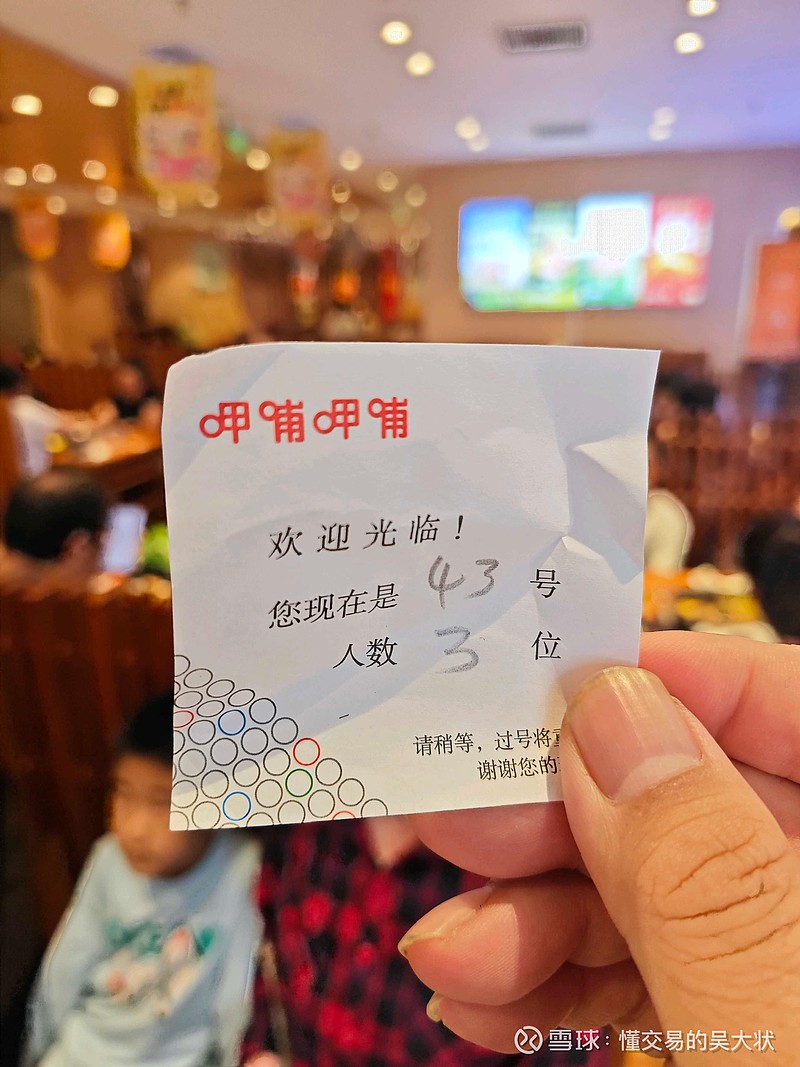 呷哺呷哺
欢迎光临！
您现在是 43 号
人数 3 位
请稍等，过号将
谢谢您的
雪球：懂交易的吴大状